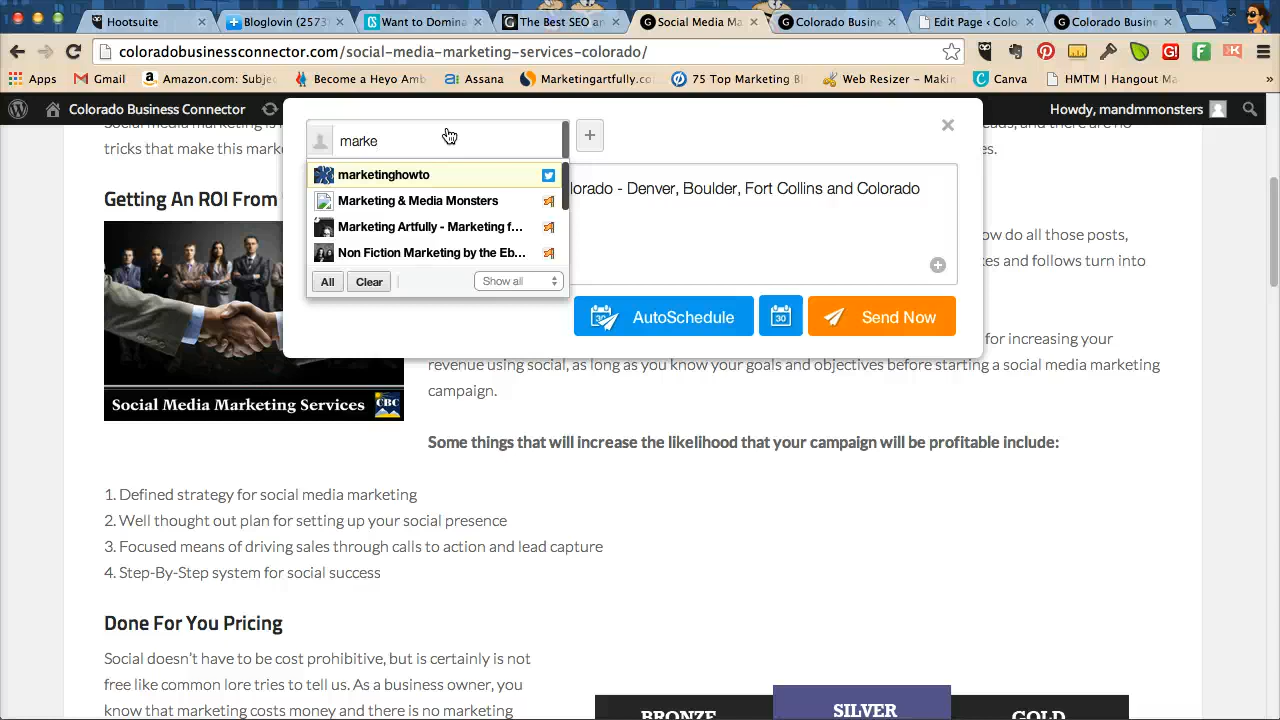 Hootsuite
Bloglovin (2573)
Want to Domina
The Best SEO an
Social Media Ma
Colorado Busine
Edit Page ‹ Colo
Colorado Busine
coloradobusinessconnector.com/social-media-marketing-services-colorado/
Apps
Gmail
Amazon.com: Subjec
Become a Heyo Amb
Assana
Marketingartfully.com
75 Top Marketing B
Web Resizer - Makin
Canva
HMTM | Hangout Ma
Colorado Business Connector
Howdy, mandmmonsters
marke
marketinghowto
Marketing & Media Monsters
Marketing Artfully - Marketing f...
Non Fiction Marketing by the Eb...
All
Clear
Show all
lorado - Denver, Boulder, Fort Collins and Colorado
AutoSchedule
30
Send Now
Social media marketing is
eads, and there are no
tricks that make this mark
es.
Getting An ROI From
ow do all those posts,
kes and follows turn into
for increasing your
revenue using social, as long as you know your goals and objectives before starting a social media marketing
campaign.
Social Media Marketing Services
CBC
Some things that will increase the likelihood that your campaign will be profitable include:
1. Defined strategy for social media marketing
2. Well thought out plan for setting up your social presence
3. Focused means of driving sales through calls to action and lead capture
4. Step-By-Step system for social success
Done For You Pricing
Social doesn't have to be cost prohibitive, but is certainly is not
free like common lore tries to tell us. As a business owner, you
know that marketing costs money and there is no marketing
BRONZE
SILVER
GOLD